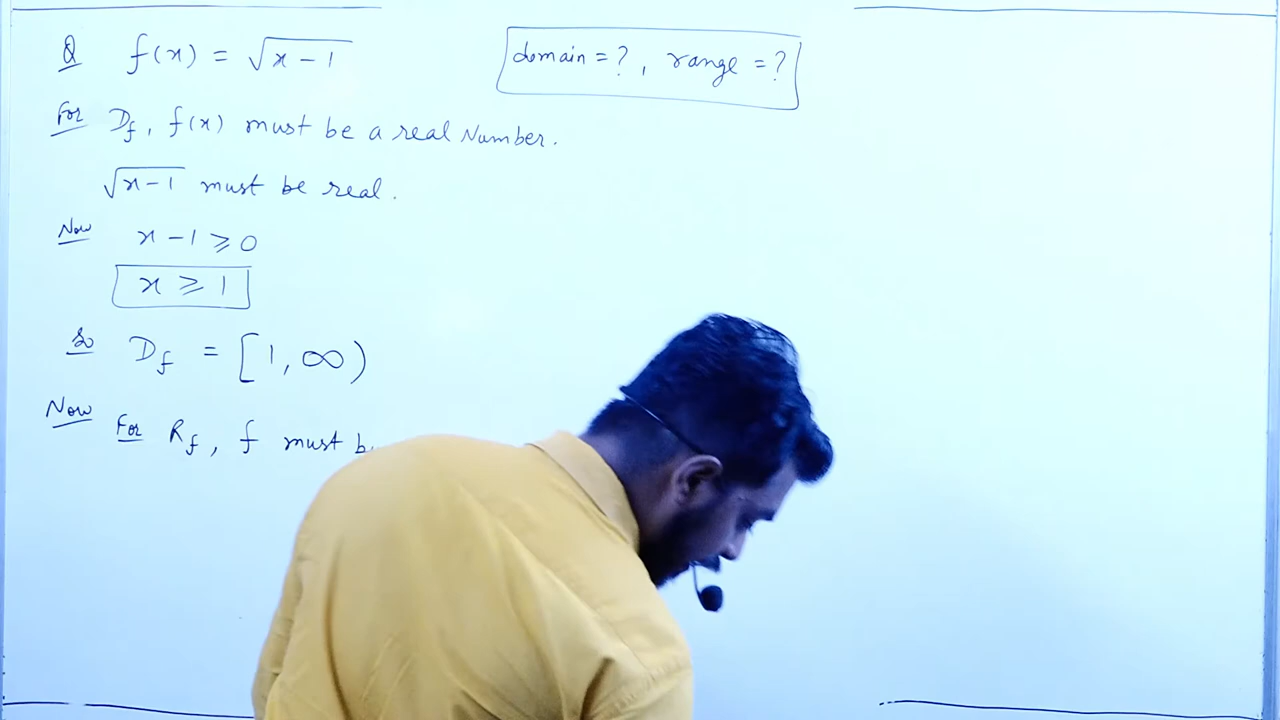 Q f(x) = √x-1
domain = ?, range = ?
For Df, f(x) must be a real Number.
√x-1 must be real.
Now x-1 ⩾ 0
x ⩾ 1
So Df = [1, ∞)
Now
For Rf, f must